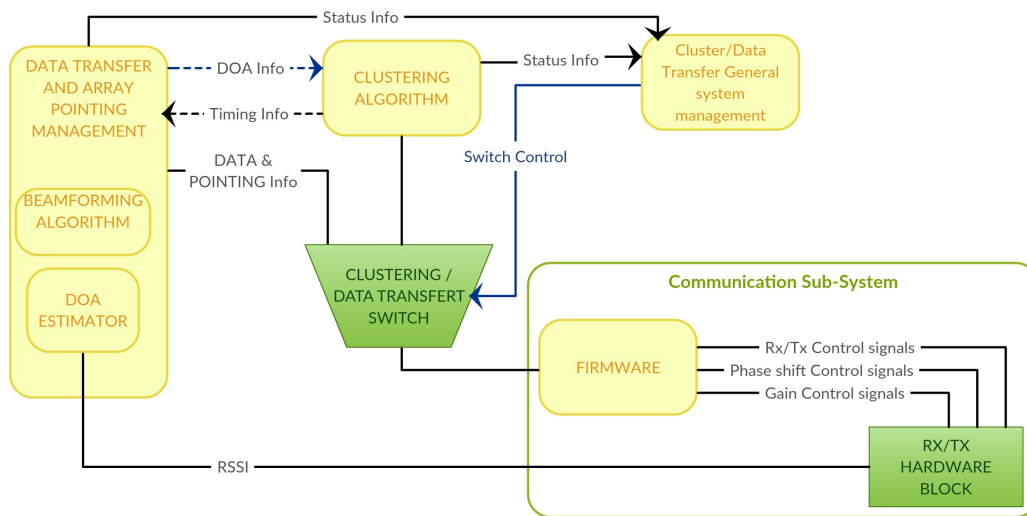 Status Info
DATA TRANSFER
AND ARRAY
POINTING
MANAGEMENT
DOA Info
CLUSTERING
ALGORITHM
Status Info
Cluster/Data
Transfer General
system
management
Timing Info
Switch Control
DATA &
POINTING Info
BEAMFORMING
ALGORITHM
CLUSTERING /
DATA TRANSFERT
SWITCH
Communication Sub-System
DOA
ESTIMATOR
FIRMWARE
Rx/Tx Control signals
Phase shift Control signals
Gain Control signals
RX/TX
HARDWARE
BLOCK
RSSI